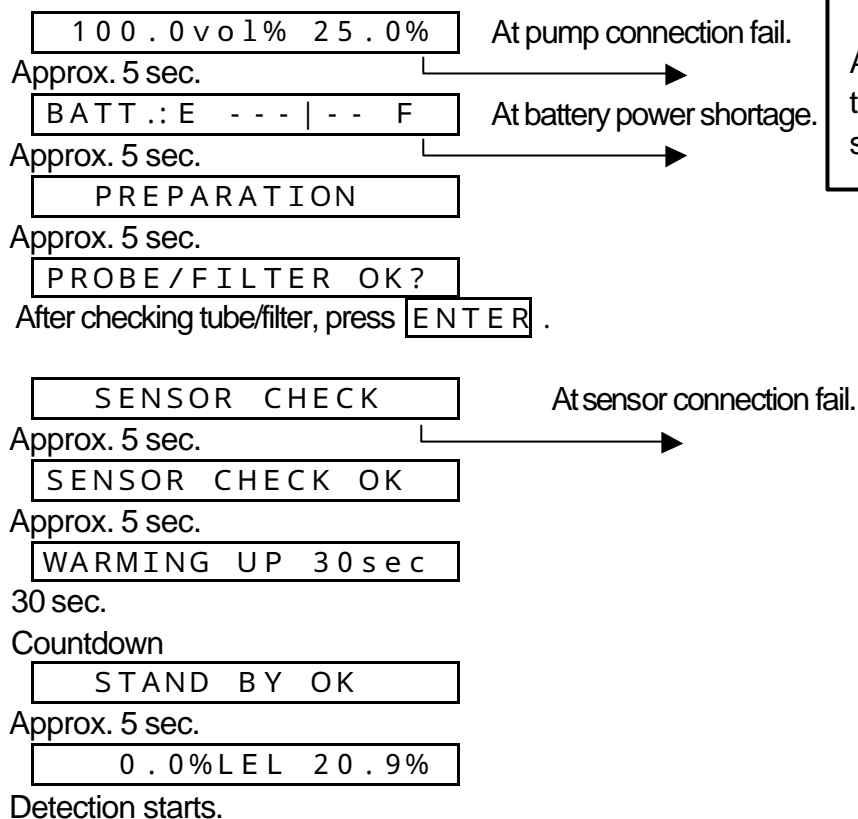 100.0vol% 25.0% At pump connection fail.
Approx. 5 sec.
BATT.:E ---|-- F At battery power shortage.
Approx. 5 sec.
PREPARATION
Approx. 5 sec.
PROBE/FILTER OK?
After checking tube/filter, press ENTER .
SENSOR CHECK At sensor connection fail.
Approx. 5 sec.
SENSOR CHECK OK
Approx. 5 sec.
WARMING UP 30sec
30 sec.
Countdown
STAND BY OK
Approx. 5 sec.
0.0%LEL 20.9%
Detection starts.